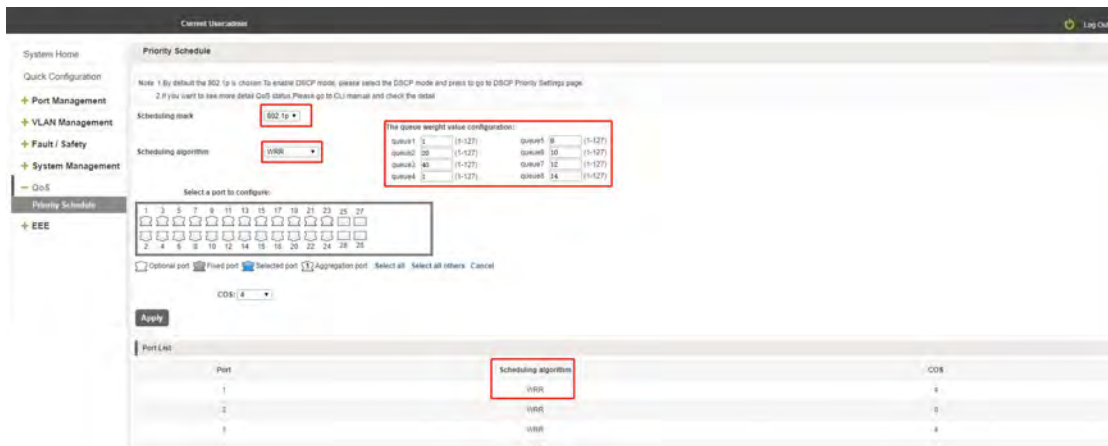 Current User:admin
Log Out
System Home
Quick Configuration
+ Port Management
+ VLAN Management
+ Fault / Safety
+ System Management
− QoS
Priority Schedule
+ EEE
Priority Schedule
Note 1.By default the 802.1p is chosen.To enable DSCP mode, please select the DSCP mode and press to go to DSCP Priority Settings page
2.If you want to see more detail QoS status.Please go to CLI manual and check the detail
Scheduling mark 802.1p
Scheduling algorithm WRR
The queue weight value configuration:
queue1 1 (1-127) queue5 8 (1-127)
queue2 20 (1-127) queue6 10 (1-127)
queue3 40 (1-127) queue7 12 (1-127)
queue4 (1-127) queue8 14 (1-127)
Select a port to configure:
1 3 5 7 9 11 13 15 17 19 21 23 25 27
2 4 6 8 10 12 14 16 20 22 24
Optional port Fixed port Selected port 1 Aggregation port Select all Select all others Cancel
COS: 4
Apply
Port List
Port Scheduling algorithm COS
1 WRR
2 WRR
3 WRR 4